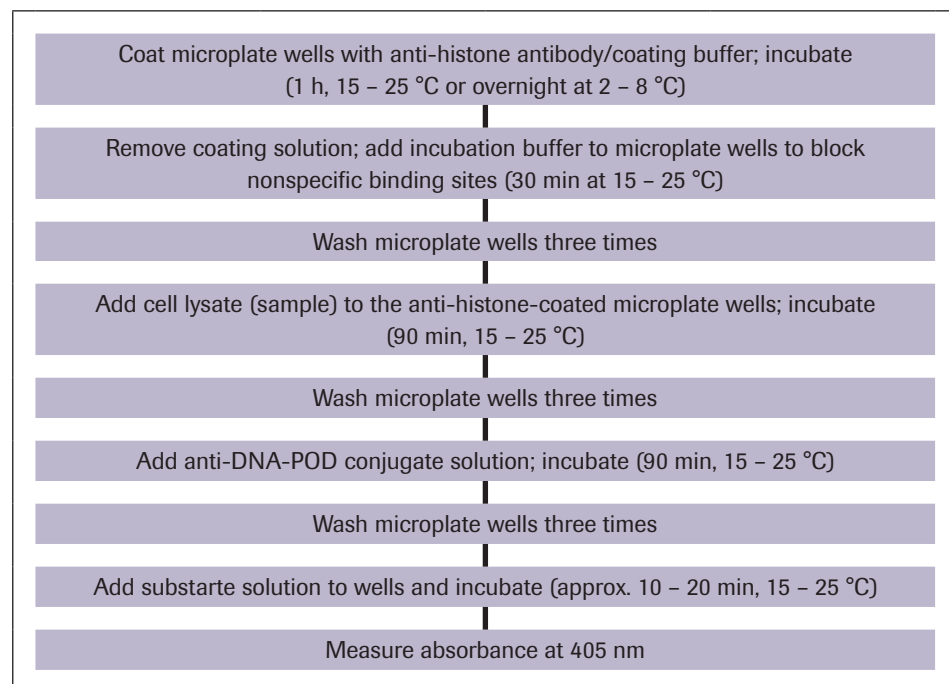 Coat microplate wells with anti-histone antibody/coating buffer; incubate
(1 h, 15 – 25 °C or overnight at 2 – 8 °C)
Remove coating solution; add incubation buffer to microplate wells to block
nonspecific binding sites (30 min at 15 – 25 °C)
Wash microplate wells three times
Add cell lysate (sample) to the anti-histone-coated microplate wells; incubate
(90 min, 15 – 25 °C)
Wash microplate wells three times
Add anti-DNA-POD conjugate solution; incubate (90 min, 15 – 25 °C)
Wash microplate wells three times
Add substarte solution to wells and incubate (approx. 10 – 20 min, 15 – 25 °C)
Measure absorbance at 405 nm